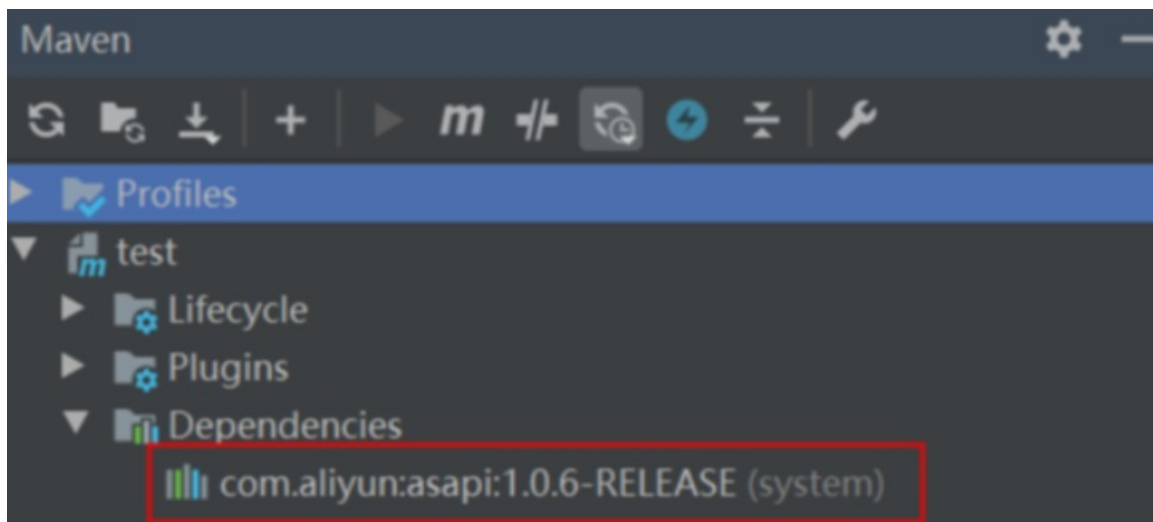 Maven
m
Profiles
test
Lifecycle
Plugins
Dependencies
com.aliyun:asapi:1.0.6-RELEASE (system)